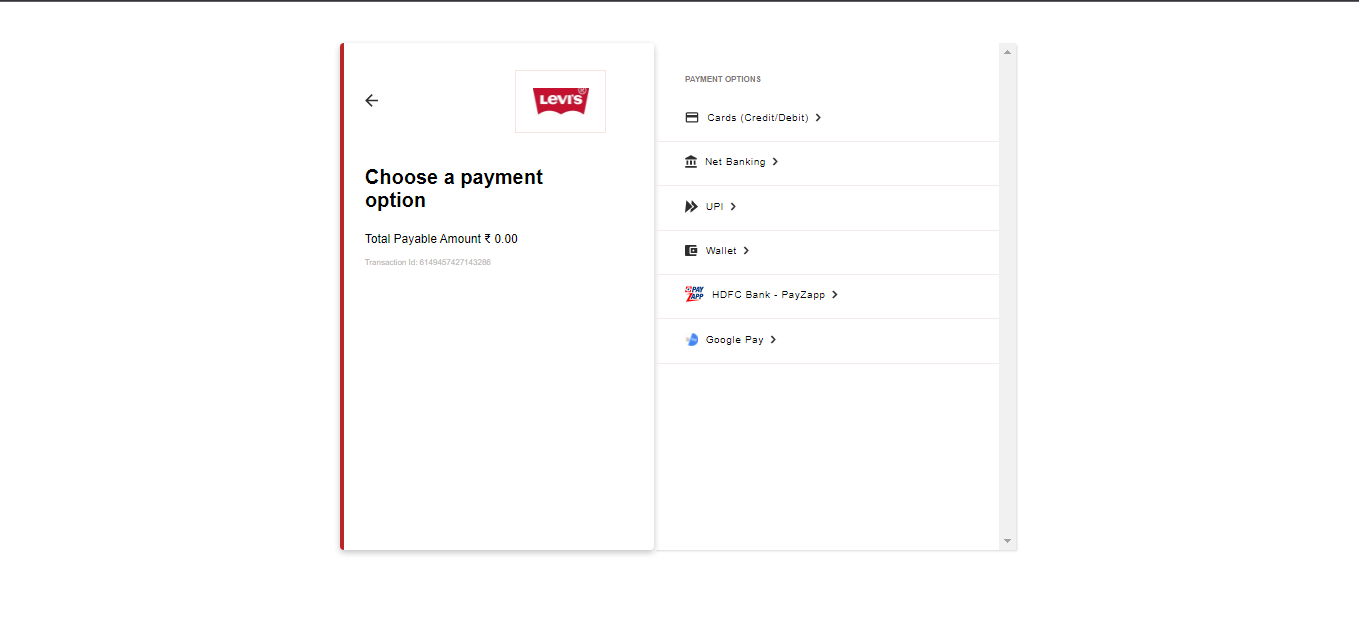 LEVI'S®
Choose a payment
option
Total Payable Amount ₹ 0.00
Transaction Id: 6149457427143286
PAYMENT OPTIONS
Cards (Credit/Debit)
Net Banking
UPI
Wallet
PAY
ZAPP
HDFC Bank - PayZapp
Google Pay